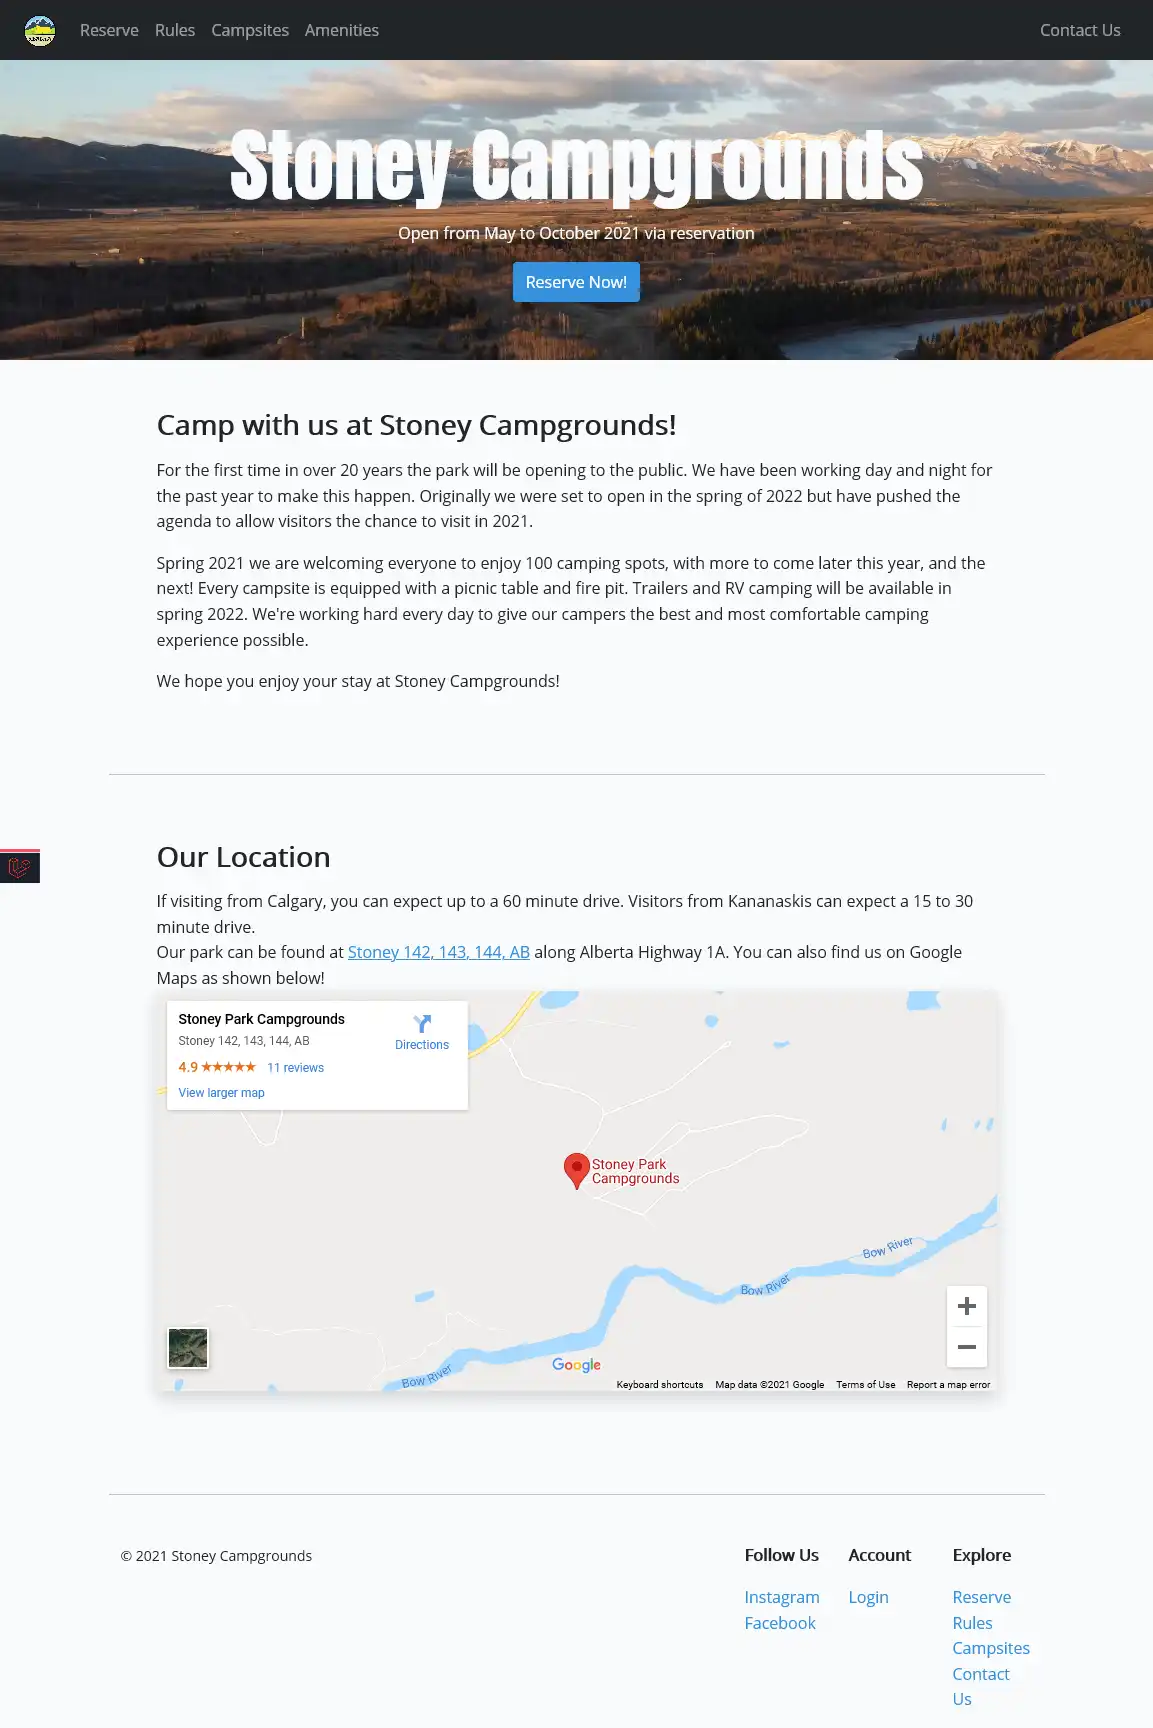 Reserve Rules Campsites Amenities Contact Us
Stoney Campgrounds
Open from May to October 2021 via reservation
Reserve Now!
Camp with us at Stoney Campgrounds!
For the first time in over 20 years the park will be opening to the public. We have been working day and night for
the past year to make this happen. Originally we were set to open in the spring of 2022 but have pushed the
agenda to allow visitors the chance to visit in 2021.
Spring 2021 we are welcoming everyone to enjoy 100 camping spots, with more to come later this year, and the
next! Every campsite is equipped with a picnic table and fire pit. Trailers and RV camping will be available in
spring 2022. We're working hard every day to give our campers the best and most comfortable camping
experience possible.
We hope you enjoy your stay at Stoney Campgrounds!
Our Location
If visiting from Calgary, you can expect up to a 60 minute drive. Visitors from Kananaskis can expect a 15 to 30
minute drive.
Our park can be found at Stoney 142, 143, 144, AB along Alberta Highway 1A. You can also find us on Google
Maps as shown below!
Stoney Park Campgrounds
Stoney 142, 143, 144, AB
Directions
4.9 11 reviews
View larger map
Stoney Park
Campgrounds
Bow River
Bow River
Bow River
Google
Keyboard shortcuts Map data ©2021 Google Terms of Use Report a map error
© 2021 Stoney Campgrounds
Follow Us
Instagram
Facebook
Account
Login
Explore
Reserve
Rules
Campsites
Contact
Us